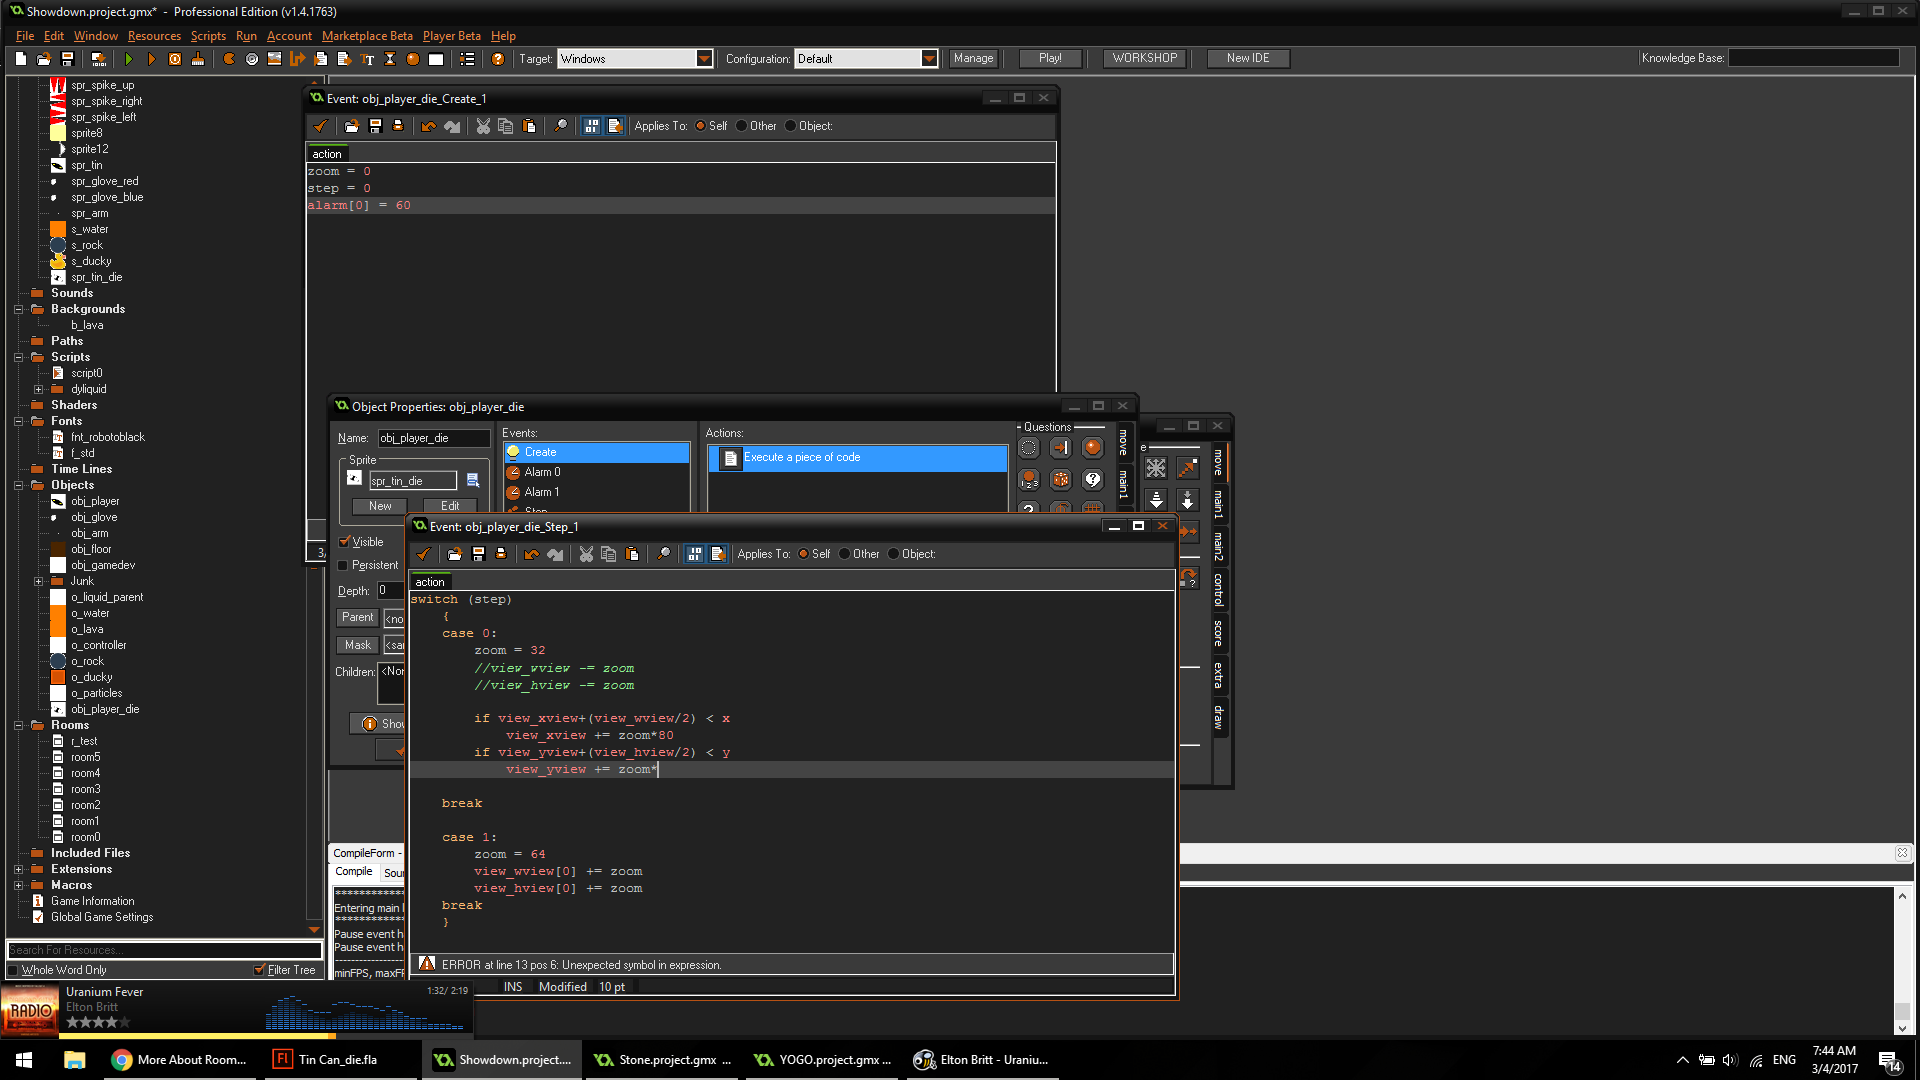 Showdown.project.gmx* - Professional Edition (v1.4.1763)
File Edit Window Resources Scripts Run Account Marketplace Beta Player Beta Help
Target: Windows Configuration: Default Manage Play! WORKSHOP New IDE Knowledge Base:
spr_spike_up
spr_spike_right
spr_spike_left
sprite8
sprite12
spr_tin
spr_glove_red
spr_glove_blue
spr_arm
s_water
s_rock
s_ducky
spr_tin_die
Sounds
Backgrounds
b_lava
Paths
Scripts
script0
dyliquid
Shaders
Fonts
fnt_robotoblack
f_std
Time Lines
Objects
obj_player
obj_glove
obj_arm
obj_floor
obj_gamedev
Junk
o_liquid_parent
o_water
o_lava
o_controller
o_rock
o_ducky
o_particles
obj_player_die
Rooms
r_test
room5
room4
room3
room2
room1
room0
Included Files
Extensions
Macros
Game Information
Global Game Settings
Search For Resources...
Whole Word Only Filter Tree
Event: obj_player_die_Create_1
Applies To: Self Other Object:
action
zoom = 0
step = 0
alarm[0] = 60
3/
Object Properties: obj_player_die
Name: obj_player_die
Sprite
spr_tin_die
New Edit
Visible
Persistent
Depth: 0
Parent <no
Mask <sar
Children: <Non
Show
Events:
Create
Alarm 0
Alarm 1
Step
Actions:
Execute a piece of code
Questions
move
main1
e
move
main1
main2
control
score
extra
draw
Event: obj_player_die_Step_1
Applies To: Self Other Object:
action
switch (step)
{
case 0:
zoom = 32
//view_wview -= zoom
//view_hview -= zoom
if view_xview+(view_wview/2) < x
view_xview += zoom*80
if view_yview+(view_hview/2) < y
view_yview += zoom*
break
case 1:
zoom = 64
view_wview[0] += zoom
view_hview[0] += zoom
break
}
ERROR at line 13 pos 6: Unexpected symbol in expression.
INS Modified 10 pt
CompileForm -
Compile Sour
Entering main l
Pause event h
Pause event h
minFPS, maxFP
RADIO
Uranium Fever 1:32/ 2:19
Elton Britt
More About Room...
Tin Can_die.fla
Showdown.project....
Stone.project.gmx ...
YOGO.project.gmx ...
Elton Britt - Uraniu...
ENG
7:44 AM
3/4/2017
14